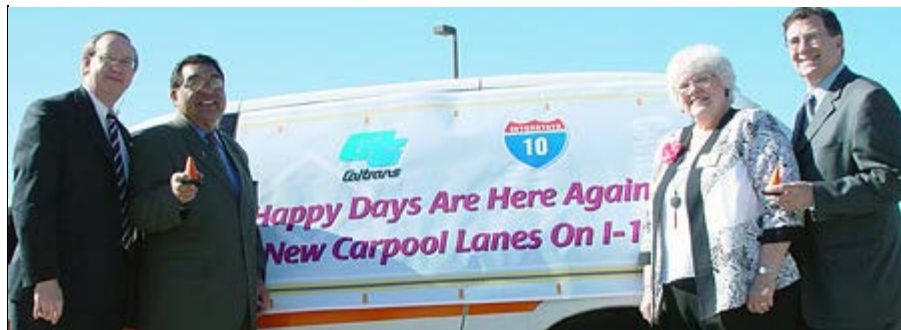 Caltrans
INTERSTATE
10
Happy Days Are Here Again
New Carpool Lanes On I-1